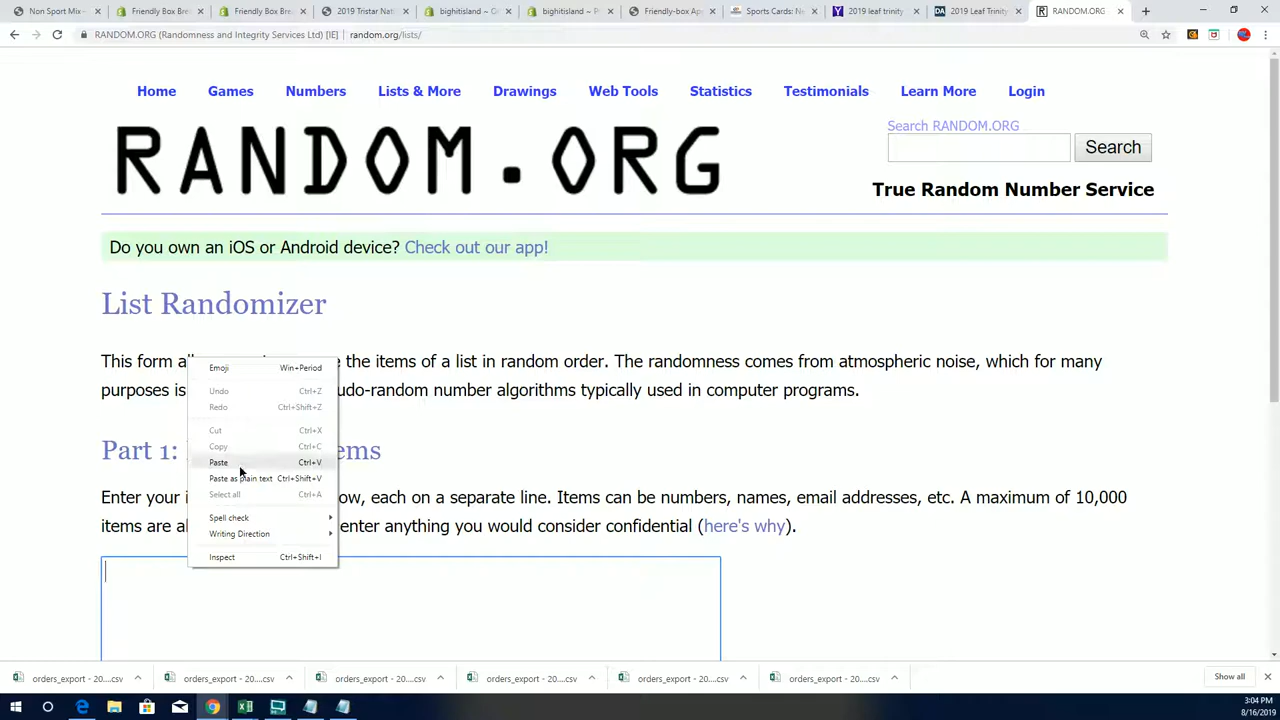 Non Sport Mix -
Friendly Box Bre
Friendly Box Bre
2019 Tristar Nat
bighitisland ~ O
bighitisland ~ P
Friendly-box Ap
Sports Cards: N
2019 leaf trinity
2019 Leaf Trinity
RANDOM.ORG
RANDOM.ORG (Randomness and Integrity Services Ltd) [IE] | random.org/lists/
Home Games Numbers Lists & More Drawings Web Tools Statistics Testimonials Learn More Login
RANDOM.ORG
Search RANDOM.ORG
Search
True Random Number Service
Do you own an iOS or Android device? Check out our app!
List Randomizer
This form al
e the items of a list in random order. The randomness comes from atmospheric noise, which for many
purposes is
udo-random number algorithms typically used in computer programs.
Part 1:
ems
Enter your i
ow, each on a separate line. Items can be numbers, names, email addresses, etc. A maximum of 10,000
items are al
enter anything you would consider confidential (here's why).
Emoji Win+Period
Undo Ctrl+Z
Redo Ctrl+Shift+Z
Cut Ctrl+X
Copy Ctrl+C
Paste Ctrl+V
Paste as plain text Ctrl+Shift+V
Select all Ctrl+A
Spell check
Writing Direction
Inspect Ctrl+Shift+I
orders_export - 20....csv
orders_export - 20....csv
orders_export - 20....csv
orders_export - 20....csv
orders_export - 20....csv
orders_export - 20....csv
Show all
3:04 PM
8/16/2019